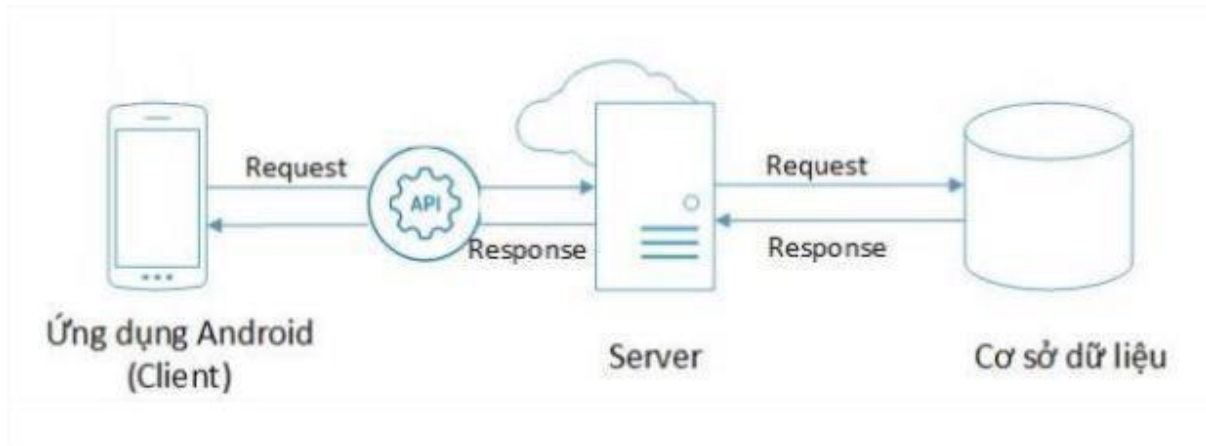 Request
API
Response
Request
Response
Ứng dụng Android
(Client)
Server
Cơ sở dữ liệu